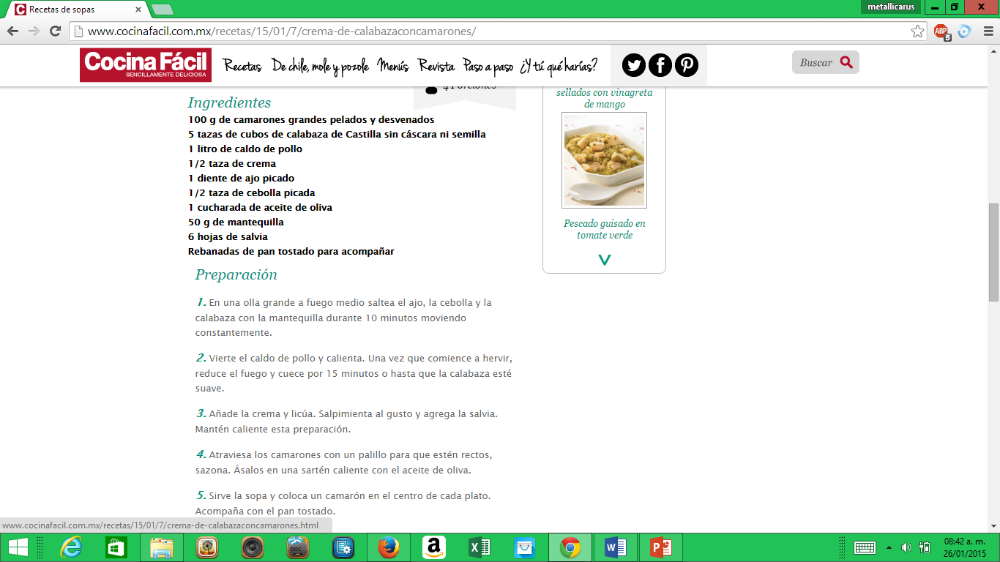 Recetas de sopas
metallicarus
www.cocinafacil.com.mx/recetas/15/01/7/crema-de-calabazaconcamarones/
ABP
5
Cocina Fácil
SENCILLAMENTE DELICIOSA
Recetas De chile, mole y pozole Menús Revista Paso a paso ¿Y tú qué harías?
Buscar
4 Porciones
Ingredientes
100 g de camarones grandes pelados y desvenados
5 tazas de cubos de calabaza de Castilla sin cáscara ni semilla
1 litro de caldo de pollo
1/2 taza de crema
1 diente de ajo picado
1/2 taza de cebolla picada
1 cucharada de aceite de oliva
50 g de mantequilla
6 hojas de salvia
Rebanadas de pan tostado para acompañar
Preparación
1. En una olla grande a fuego medio saltea el ajo, la cebolla y la
calabaza con la mantequilla durante 10 minutos moviendo
constantemente.
2. Vierte el caldo de pollo y calienta. Una vez que comience a hervir,
reduce el fuego y cuece por 15 minutos o hasta que la calabaza esté
suave.
3. Añade la crema y licúa. Salpimienta al gusto y agrega la salvia.
Mantén caliente esta preparación.
4. Atraviesa los camarones con un palillo para que estén rectos,
sazona. Ásalos en una sartén caliente con el aceite de oliva.
5. Sirve la sopa y coloca un camarón en el centro de cada plato.
Acompaña con el pan tostado.
sellados con vinagreta
de mango
Pescado guisado en
tomate verde
www.cocinafacil.com.mx/recetas/15/01/7/crema-de-calabazaconcamarones.html
DOC
08:42 a. m.
26/01/2015